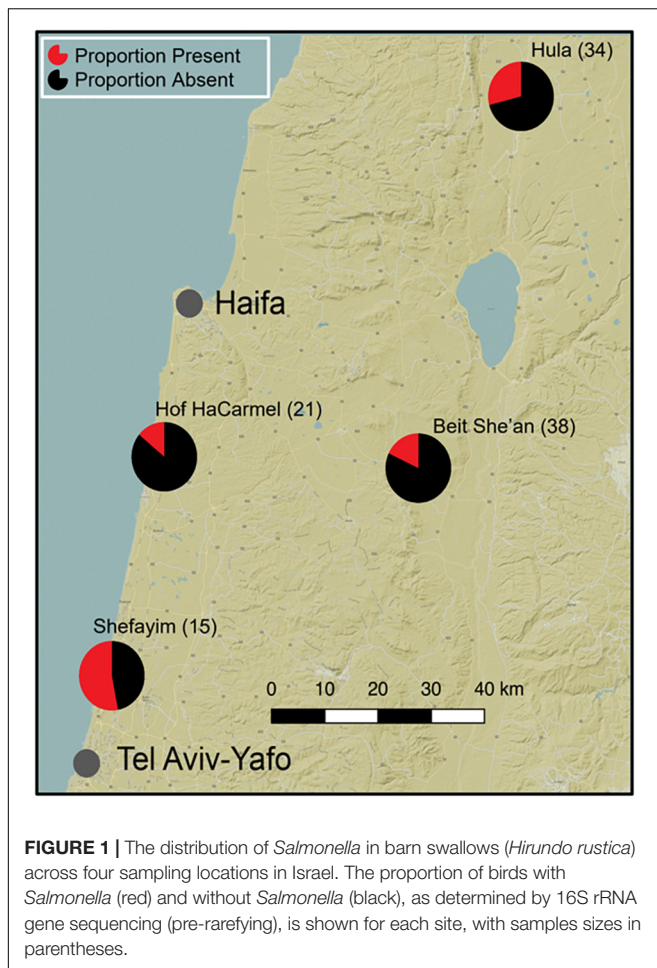 Proportion Present
Proportion Absent
Hula (34)
Haifa
Hof HaCarmel (21)
Beit She'an (38)
Shefayim (15)
0 10 20 30 40 km
Tel Aviv-Yafo
FIGURE 1 | The distribution of Salmonella in barn swallows (Hirundo rustica)
across four sampling locations in Israel. The proportion of birds with
Salmonella (red) and without Salmonella (black), as determined by 16S rRNA
gene sequencing (pre-rarefying), is shown for each site, with samples sizes in
parentheses.